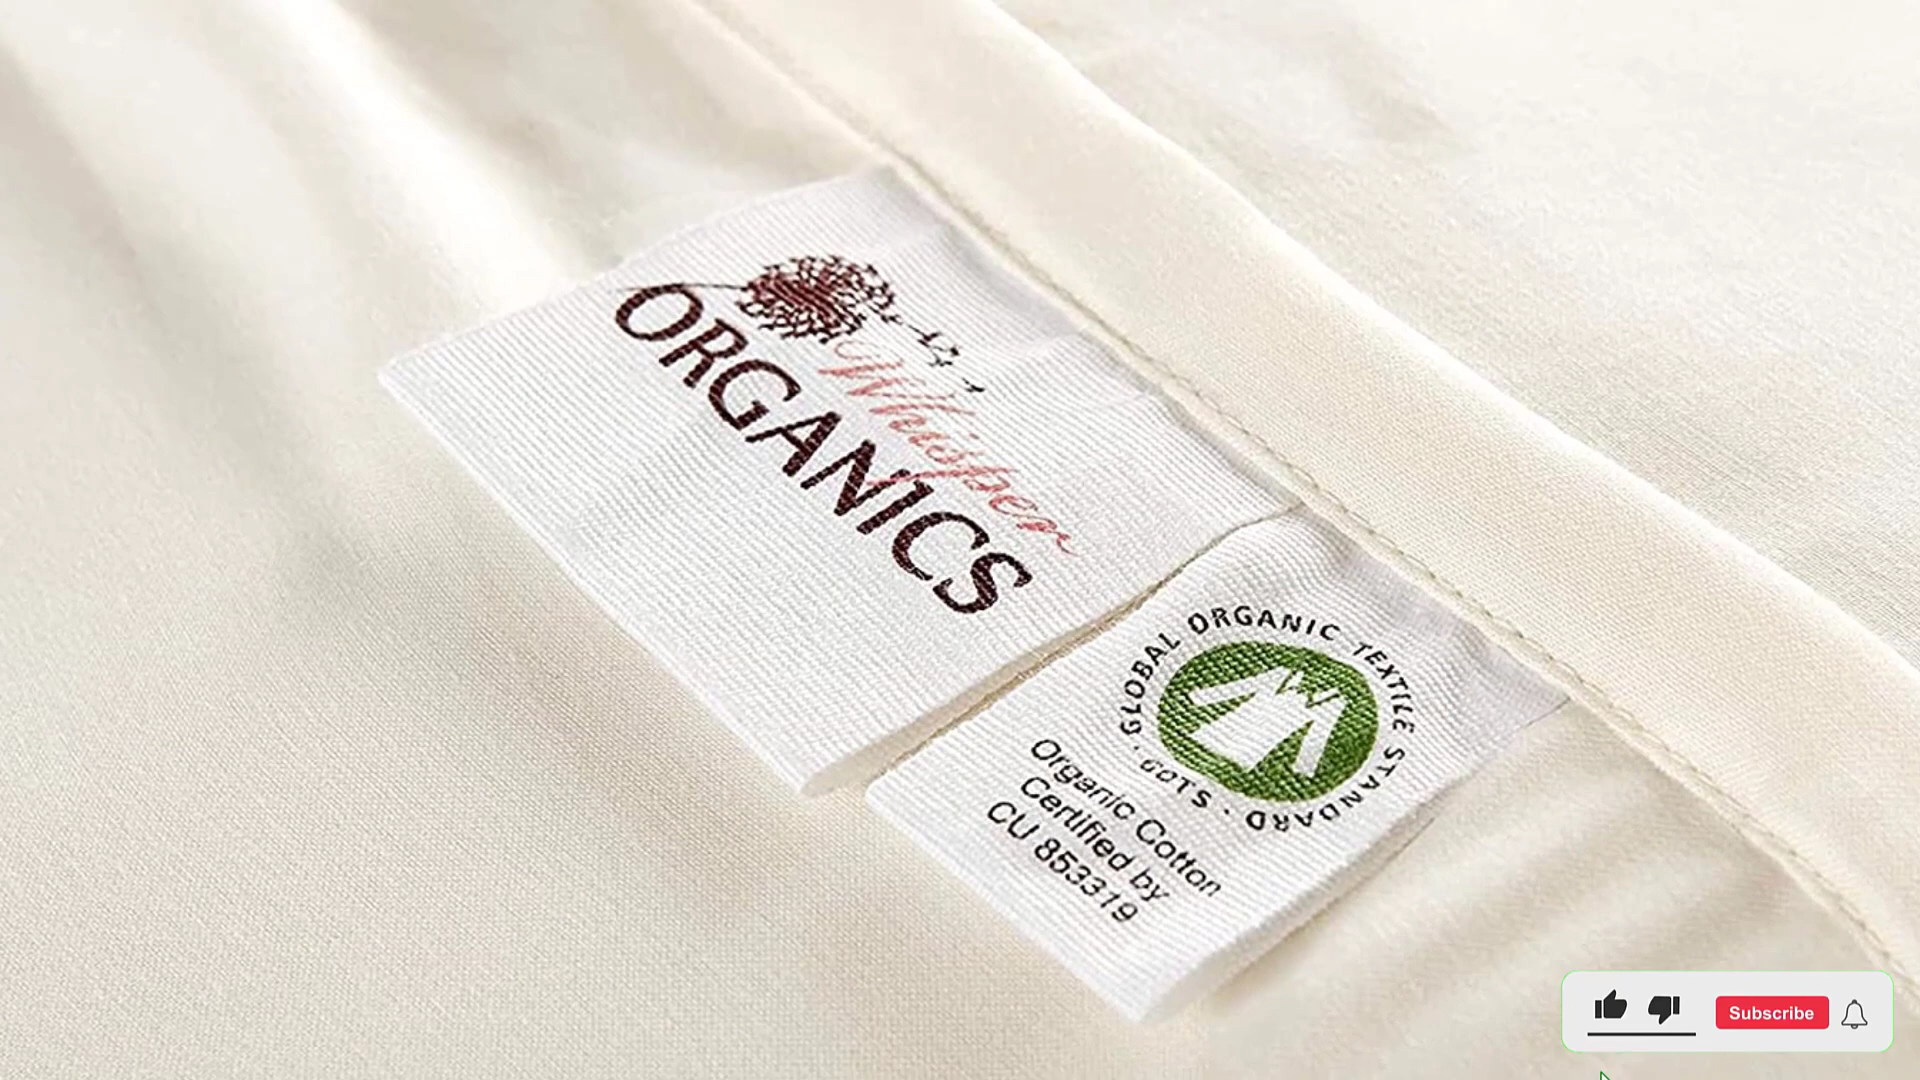 Whisper
ORGANICS
GLOBAL ORGANIC TEXTILE STANDARD · GOTS ·
Organic Cotton
Certified by
CU 853319
Subscribe